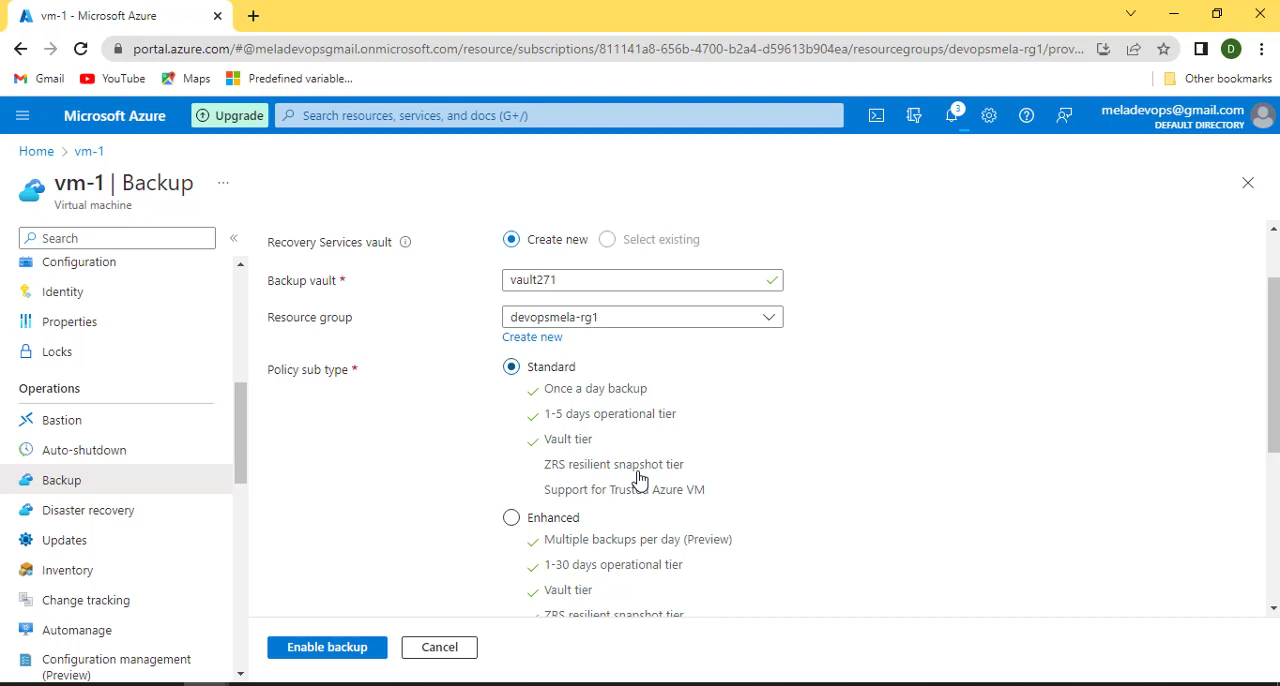 vm-1 - Microsoft Azure
portal.azure.com/#@meladevopsgmail.onmicrosoft.com/resource/subscriptions/811141a8-656b-4700-b2a4-d59613b904ea/resourcegroups/devopsmela-rg1/prov...
D
Gmail
YouTube
Maps
Predefined variable...
Other bookmarks
Microsoft Azure
Upgrade
Search resources, services, and docs (G+/)
3
meladevops@gmail.com
DEFAULT DIRECTORY
Home > vm-1
vm-1 | Backup ...
Virtual machine
Search
Configuration
Identity
Properties
Locks
Operations
Bastion
Auto-shutdown
Backup
Disaster recovery
Updates
Inventory
Change tracking
Automanage
Configuration management
(Preview)
Recovery Services vault
Create new
Select existing
Backup vault *
vault271
Resource group
devopsmela-rg1
Create new
Policy sub type *
Standard
Once a day backup
1-5 days operational tier
Vault tier
ZRS resilient snapshot tier
Support for Trusted Azure VM
Enhanced
Multiple backups per day (Preview)
1-30 days operational tier
Vault tier
ZRS resilient snapshot tier
Enable backup
Cancel